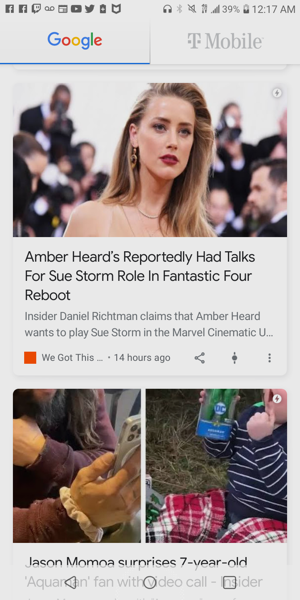 39% 12:17 AM
Google
T Mobile
Amber Heard's Reportedly Had Talks
For Sue Storm Role In Fantastic Four
Reboot
Insider Daniel Richtman claims that Amber Heard
wants to play Sue Storm in the Marvel Cinematic U...
We Got This ... • 14 hours ago
Jason Momoa surprises 7-year-old
'Aquaman' fan with video call - Insider